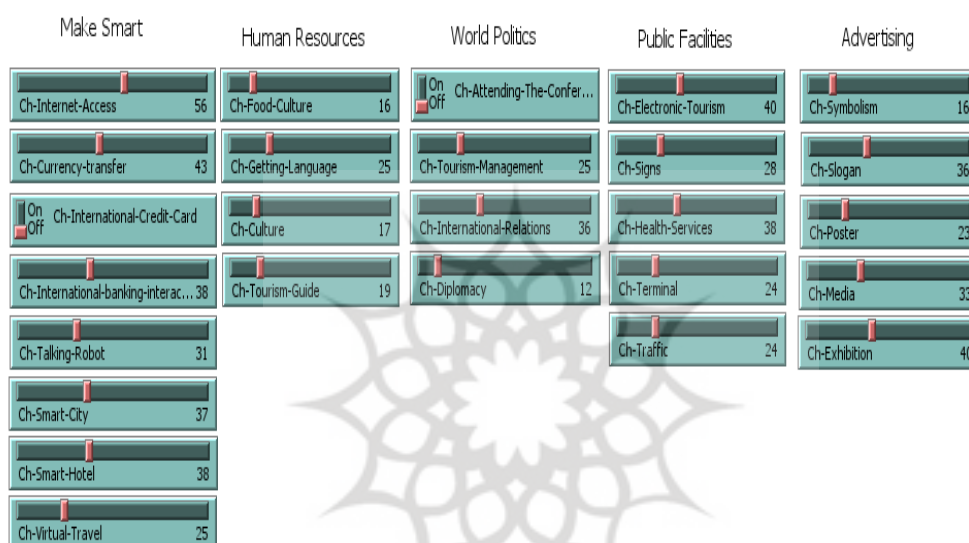 Make Smart
Ch-Internet-Access 56
Ch-Currency-transfer 43
On
Off
Ch-International-Credit-Card
Ch-International-banking-interac... 38
Ch-Talking-Robot 31
Ch-Smart-City 37
Ch-Smart-Hotel 38
Ch-Virtual-Travel 25
Human Resources
Ch-Food-Culture 16
Ch-Getting-Language 25
Ch-Culture 17
Ch-Tourism-Guide 19
World Politics
On
Off
Ch-Attending-The-Confer...
Ch-Tourism-Management 25
Ch-International-Relations 36
Ch-Diplomacy 12
Public Facilities
Ch-Electronic-Tourism 40
Ch-Signs 28
Ch-Health-Services 38
Ch-Terminal 24
Ch-Traffic 24
Advertising
Ch-Symbolism 16
Ch-Slogan 36
Ch-Poster 23
Ch-Media 33
Ch-Exhibition 40